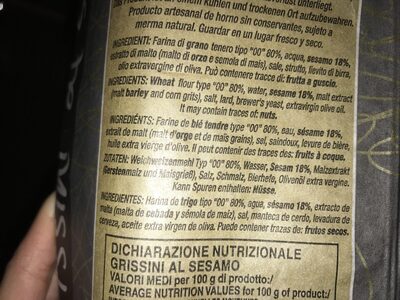 einem kühlen und trockenen Ort aufzubewahren.
Producto artesanal de horno sin conservantes, sujeto a
merma natural. Guardar en un lugar fresco y seco.
INGREDIENTI: Farina di grano tenero tipo "00" 80%, acqua, sésamo 18%,
estratto di malto (malto di orzo e semola di mais), sale, strutto, lievito di birra,
olio extravergine di oliva. Può contenere tracce di: frutta a guscio.
INGREDIENTS: Wheat flour type "00" 80%, water, sesame 18%, malt extract
(malt barley and corn grits), salt, lard, brewer's yeast, extravirgin olive oil.
It may contain traces of: nuts.
INGREDIÉNTS: Farine de blé tendre type "00" 80%, eau, sésame 18%,
extrait de malt (malt d'orge et de maïs grains), sel, saindoux, levure de bière,
huile extra vierge d'olive. Il peut contenir des traces des: fruits à coque.
ZUTATEN: Weichweizenmehl Typ "00" 80%, Wasser, Sesam 18%, Malzextrakt
(Gerstenmalz und Maisgrieß), Salz, Schmalz, Bierhefe, Olivenöl extra vergine.
Kann Spuren enhalten: Nüsse.
INGREDIENTES: Harina de trigo tipo "00" 80%, agua, sésamo 18%, extracto de
malta (malta de cebada y sémola de maíz), sal, manteca de cerdo, levadura de
cerveza, aceite extra virgen de oliva. Puede contener trazas de: frutos secos.
DICHIARAZIONE NUTRIZIONALE
GRISSINI AL SESAMO
VALORI MEDI per 100 g di prodotto:/
AVERAGE NUTRITION VALUES for 100 g of product:/